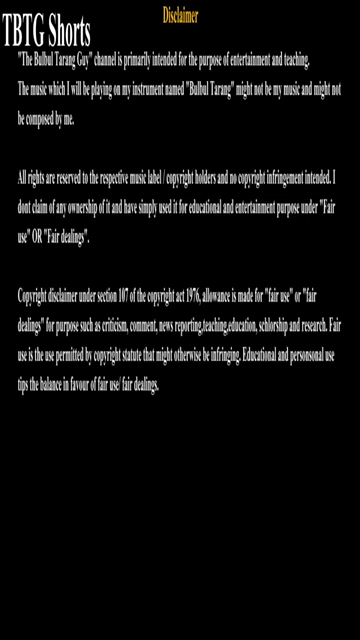 Disclaimer
TBTG Shorts
"The Bulbul Tarang Guy" channel is primarily intended for the purpose of entertainment and teaching.
The music which I will be playing on my instrument named "Bulbul Tarang" might not be my music and might not
be composed by me.
All rights are reserved to the respective music label / copyright holders and no copyright infringement intended. I
dont claim of any ownership of it and have simply used it for educational and entertainment purpose under "Fair
use" OR "Fair dealings".
Copyright disclaimer under section 107 of the copyright act 1976, allowance is made for "fair use" or "fair
dealings" for purpose such as criticism, comment, news reporting,teaching,education, schlorship and research. Fair
use is the use permitted by copyright statute that might otherwise be infringing. Educational and personsonal use
tips the balance in favour of fair use/ fair dealings.